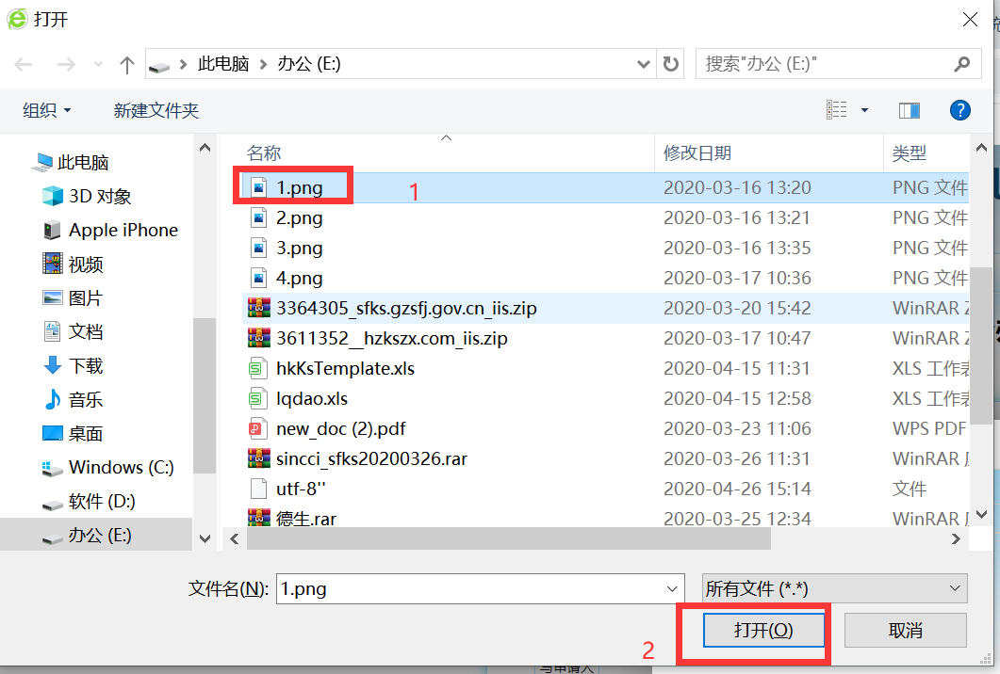 打开
此电脑 › 办公 (E:)
搜索"办公 (E:)"
组织
新建文件夹
此电脑
3D 对象
Apple iPhone
视频
图片
文档
下载
音乐
桌面
Windows (C:)
软件 (D:)
办公 (E:)
名称 修改日期 类型
1.png 1 2020-03-16 13:20 PNG 文件
2.png 2020-03-16 13:21 PNG 文件
3.png 2020-03-16 13:35 PNG 文件
4.png 2020-03-17 10:36 PNG 文件
3364305_sfks.gzsfj.gov.cn_iis.zip 2020-03-20 15:42 WinRAR Z
3611352__hzkszx.com_iis.zip 2020-03-17 10:47 WinRAR Z
hkKsTemplate.xls 2020-04-15 11:31 XLS 工作表
lqdao.xls 2020-04-15 12:58 XLS 工作表
new_doc (2).pdf 2020-03-23 11:06 WPS PDF
sincci_sfks20200326.rar 2020-03-26 11:31 WinRAR
utf-8'' 2020-04-26 15:14 文件
德生.rar 2020-03-25 12:34 WinRAR
文件名(N): 1.png 所有文件 (*.*)
2 打开(O) 取消